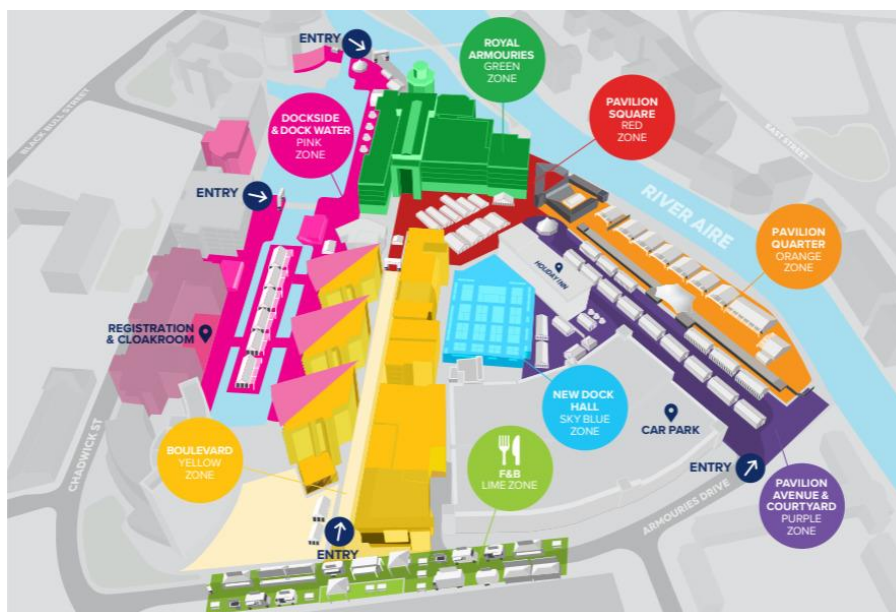 ENTRY
ROYAL
ARMOURIES
GREEN
ZONE
PAVILION
SQUARE
RED
ZONE
BLACK BULL STREET
DOCKSIDE
& DOCK WATER
PINK
ZONE
EAST STREET
ENTRY
RIVER AIRE
PAVILION
QUARTER
ORANGE
ZONE
HOLIDAY INN
REGISTRATION
& CLOAKROOM
NEW DOCK
HALL
SKY BLUE
ZONE
CAR PARK
CHADWICK ST
BOULEVARD
YELLOW
ZONE
F&B
LIME ZONE
ENTRY
PAVILION
AVENUE &
COURTYARD
PURPLE
ZONE
ARMOURIES DRIVE
ENTRY